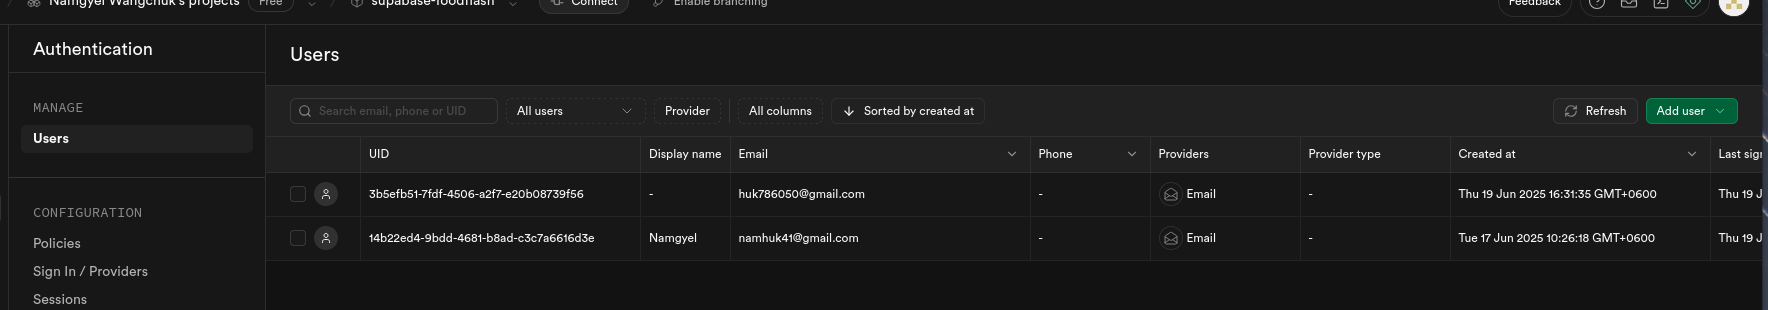 Namgyel Wangchuk's projects Free supabase-foodhash Connect Enable branching Feedback
Authentication
Users
MANAGE
Search email, phone or UID All users Provider All columns Sorted by created at Refresh Add user
Users
UID Display name Email Phone Providers Provider type Created at Last sign
3b5efb51-7fdf-4506-a2f7-e20b08739f56 - huk786050@gmail.com - Email - Thu 19 Jun 2025 16:31:35 GMT+0600 Thu 19 J
CONFIGURATION
14b22ed4-9bdd-4681-b8ad-c3c7a6616d3e Namgyel namhuk41@gmail.com - Email - Tue 17 Jun 2025 10:26:18 GMT+0600 Thu 19 J
Policies
Sign In / Providers
Sessions